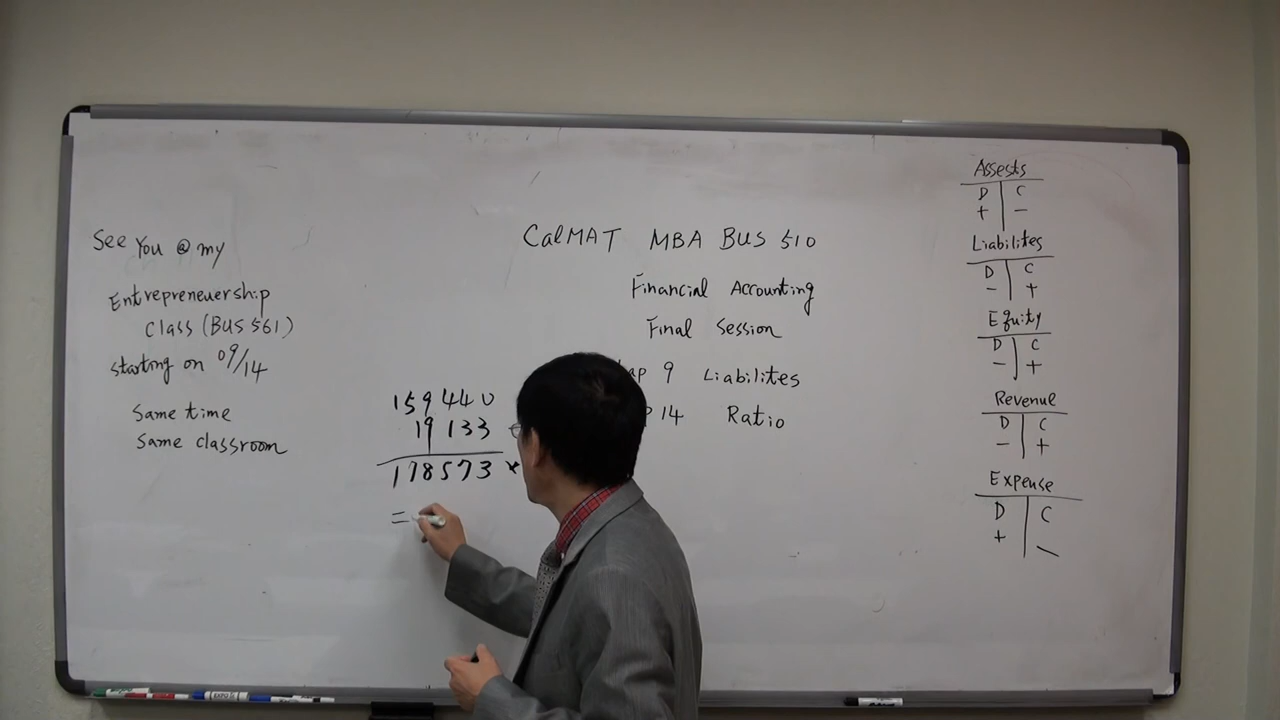 See You @ my
Entrepreneuership
Class (BUS 561)
starting on 09/14
Same time
Same classroom
159440
19133
178573 *
=
CalMAT MBA BUS 510
Financial Accounting
Final Session
9 Liabilites
14 Ratio
Assests
D C
+ −
Liabilites
D C
− +
Equity
D C
− +
Revenue
D C
− +
Expense
D C
+ −
EXPO